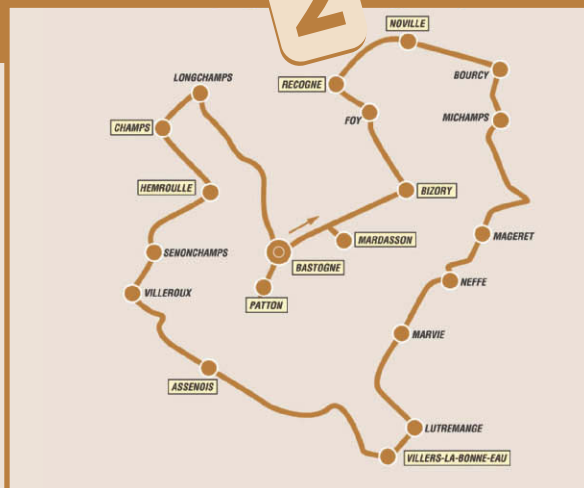 2
NOVILLE
BOURCY
LONGCHAMPS
RECOGNE
FOY
MICHAMPS
CHAMPS
HEMROULLE
BIZORY
MAGERET
MARDASSON
SENONCHAMPS
BASTOGNE
NEFFE
VILLEROUX
PATTON
MARVIE
ASSENOIS
LUTREMANGE
VILLERS-LA-BONNE-EAU